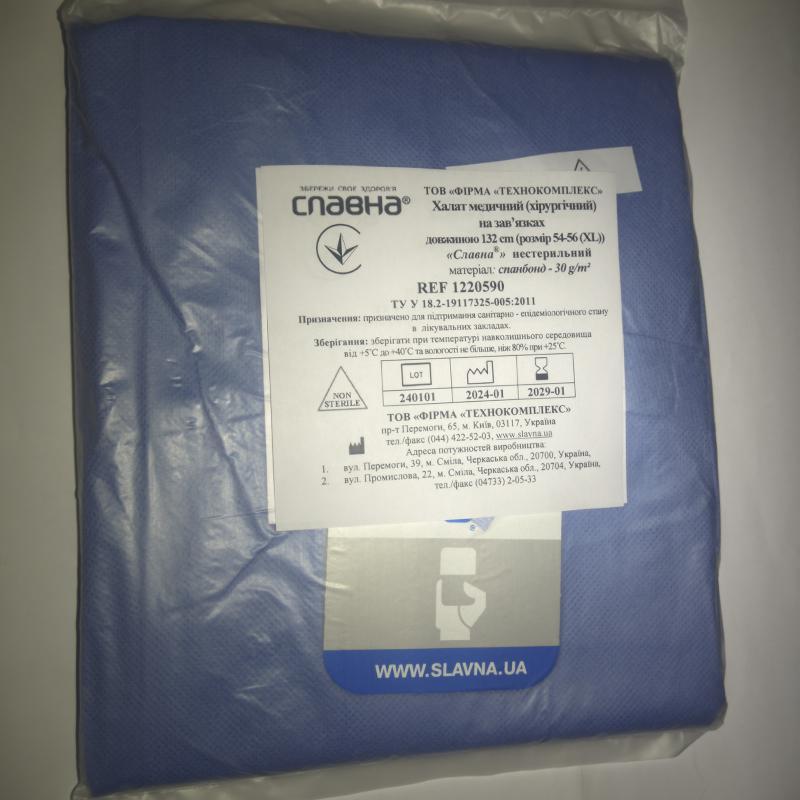 ЗБЕРЕЖИ СВОЄ ЗДОРОВ'Я
СЛАВНА®
ТОВ «ФІРМА «ТЕХНОКОМПЛЕКС»
Халат медичний (хірургічний)
на зав'язках
довжиною 132 cm (розмір 54-56 (XL))
«Славна®» нестерильний
матеріал: спанбонд - 30 g/m²
REF 1220590
ТУ У 18.2-19117325-005:2011
Призначення: призначено для підтримання санітарно - епідеміологічного стану
в лікувальних закладах.
Зберігання: зберігати при температурі навколишнього середовища
від +5˚C до +40˚C та вологості не більше, ніж 80% при +25˚C.
NON
STERILE
LOT
240101 2024-01 2029-01
ТОВ «ФІРМА «ТЕХНОКОМПЛЕКС»
пр-т Перемоги, 65, м. Київ, 03117, Україна
тел./факс (044) 422-52-03, www.slavna.ua
Адреса потужностей виробництва:
1. вул. Перемоги, 39, м. Сміла, Черкаська обл., 20700, Україна,
2. вул. Промислова, 22, м. Сміла, Черкаська обл., 20704, Україна,
тел./факс (04733) 2-05-33
®
WWW.SLAVNA.UA